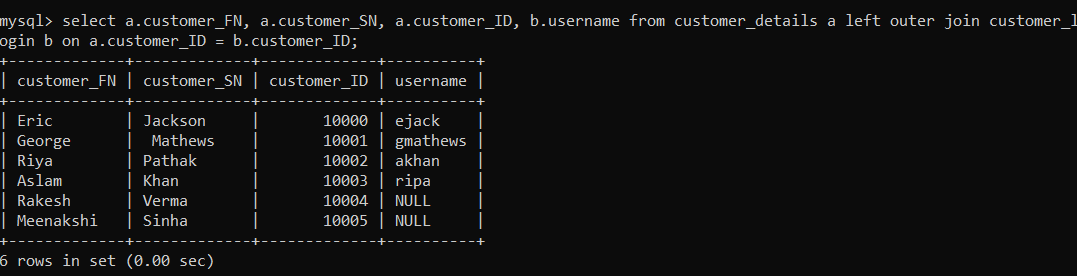 mysql> select a.customer_FN, a.customer_SN, a.customer_ID, b.username from customer_details a left outer join customer_l
ogin b on a.customer_ID = b.customer_ID;
+-------------+-------------+-------------+----------+
| customer_FN | customer_SN | customer_ID | username |
+-------------+-------------+-------------+----------+
| Eric        | Jackson     |       10000 | ejack    |
| George      |  Mathews    |       10001 | gmathews |
| Riya        | Pathak      |       10002 | akhan    |
| Aslam       | Khan        |       10003 | ripa     |
| Rakesh      | Verma       |       10004 | NULL     |
| Meenakshi   | Sinha       |       10005 | NULL     |
+-------------+-------------+-------------+----------+
6 rows in set (0.00 sec)